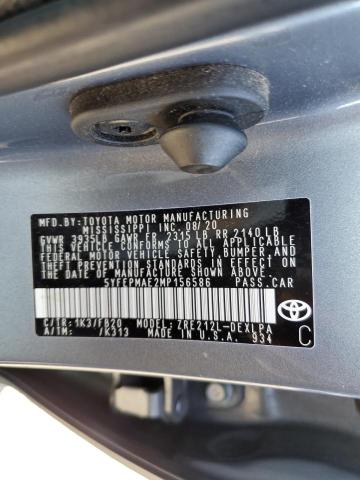 MFD.BY:TOYOTA MOTOR MANUFACTURING
MISSISSIPPI INC. 08/20
GVWR 3935LB GAWR FR 2315LB RR 2140LB
THIS VEHICLE CONFORMS TO ALL APPLICABLE
FEDERAL MOTOR VEHICLE SAFETY, BUMPER, AND
THEFT PREVENTION STANDARDS IN EFFECT ON
THE DATE OF MANUFACTURE SHOWN ABOVE.
5YFEPMAE2MP156586 PASS.CAR
C/TR: 1K3/FB20 MODEL: ZRE212L-DEXLPA
A/TM: /K313 MADE IN U.S.A. 934
C